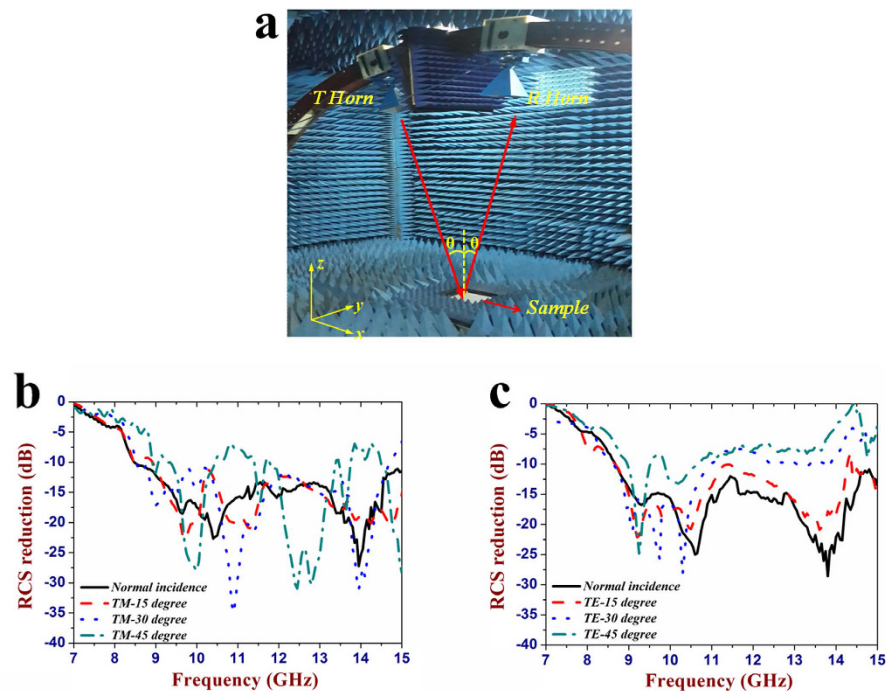 a
T Horn
R Horn
θ θ
z
y
x
Sample
b
RCS reduction (dB)
0
-5
-10
-15
-20
-25
-30
-35
-40
Normal incidence
TM-15 degree
TM-30 degree
TM-45 degree
7 8 9 10 11 12 13 14 15
Frequency (GHz)
c
RCS reduction (dB)
0
-5
-10
-15
-20
-25
-30
-35
-40
Normal incidence
TE-15 degree
TE-30 degree
TE-45 degree
7 8 9 10 11 12 13 14 15
Frequency (GHz)